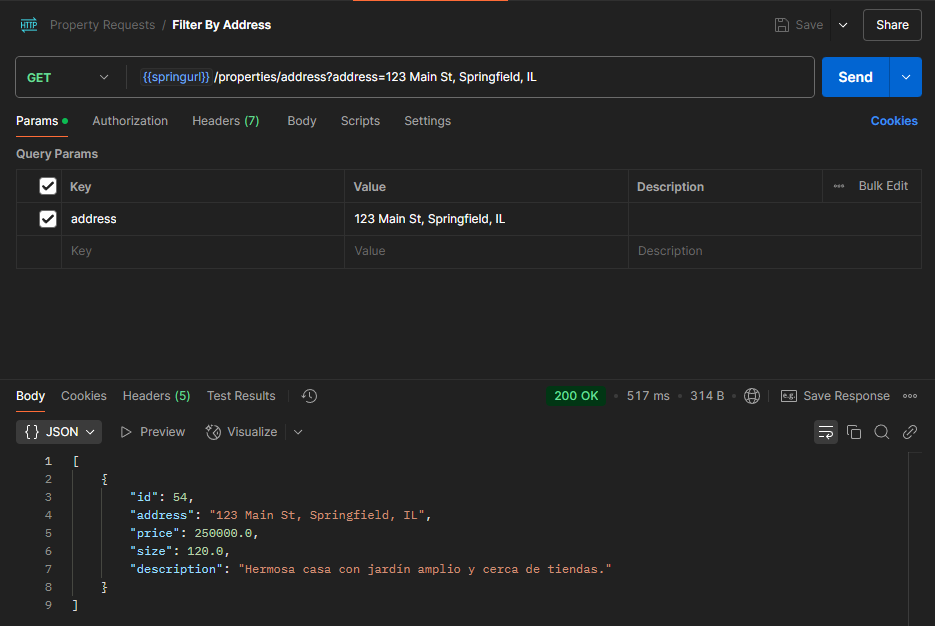 HTTP Property Requests / Filter By Address Save Share
GET {{springurl}} /properties/address?address=123 Main St, Springfield, IL Send
Params Authorization Headers (7) Body Scripts Settings Cookies
Query Params
Key Value Description Bulk Edit
address 123 Main St, Springfield, IL
Key Value Description
Body Cookies Headers (5) Test Results 200 OK 517 ms 314 B e.g. Save Response
{} JSON Preview Visualize
1 [
2 {
3 "id": 54,
4 "address": "123 Main St, Springfield, IL",
5 "price": 250000.0,
6 "size": 120.0,
7 "description": "Hermosa casa con jardín amplio y cerca de tiendas."
8 }
9 ]